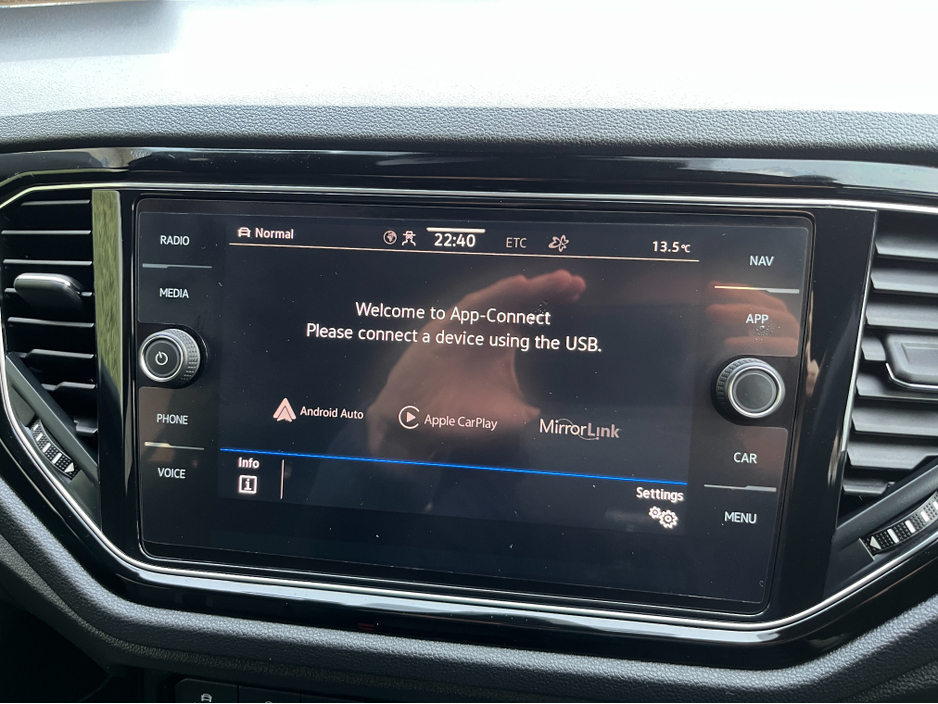 RADIO
MEDIA
PHONE
VOICE
Normal
22:40
ETC
13.5°C
Welcome to App-Connect
Please connect a device using the USB.
Android Auto
Apple CarPlay
MirrorLink
Info
i
Settings
NAV
APP
CAR
MENU